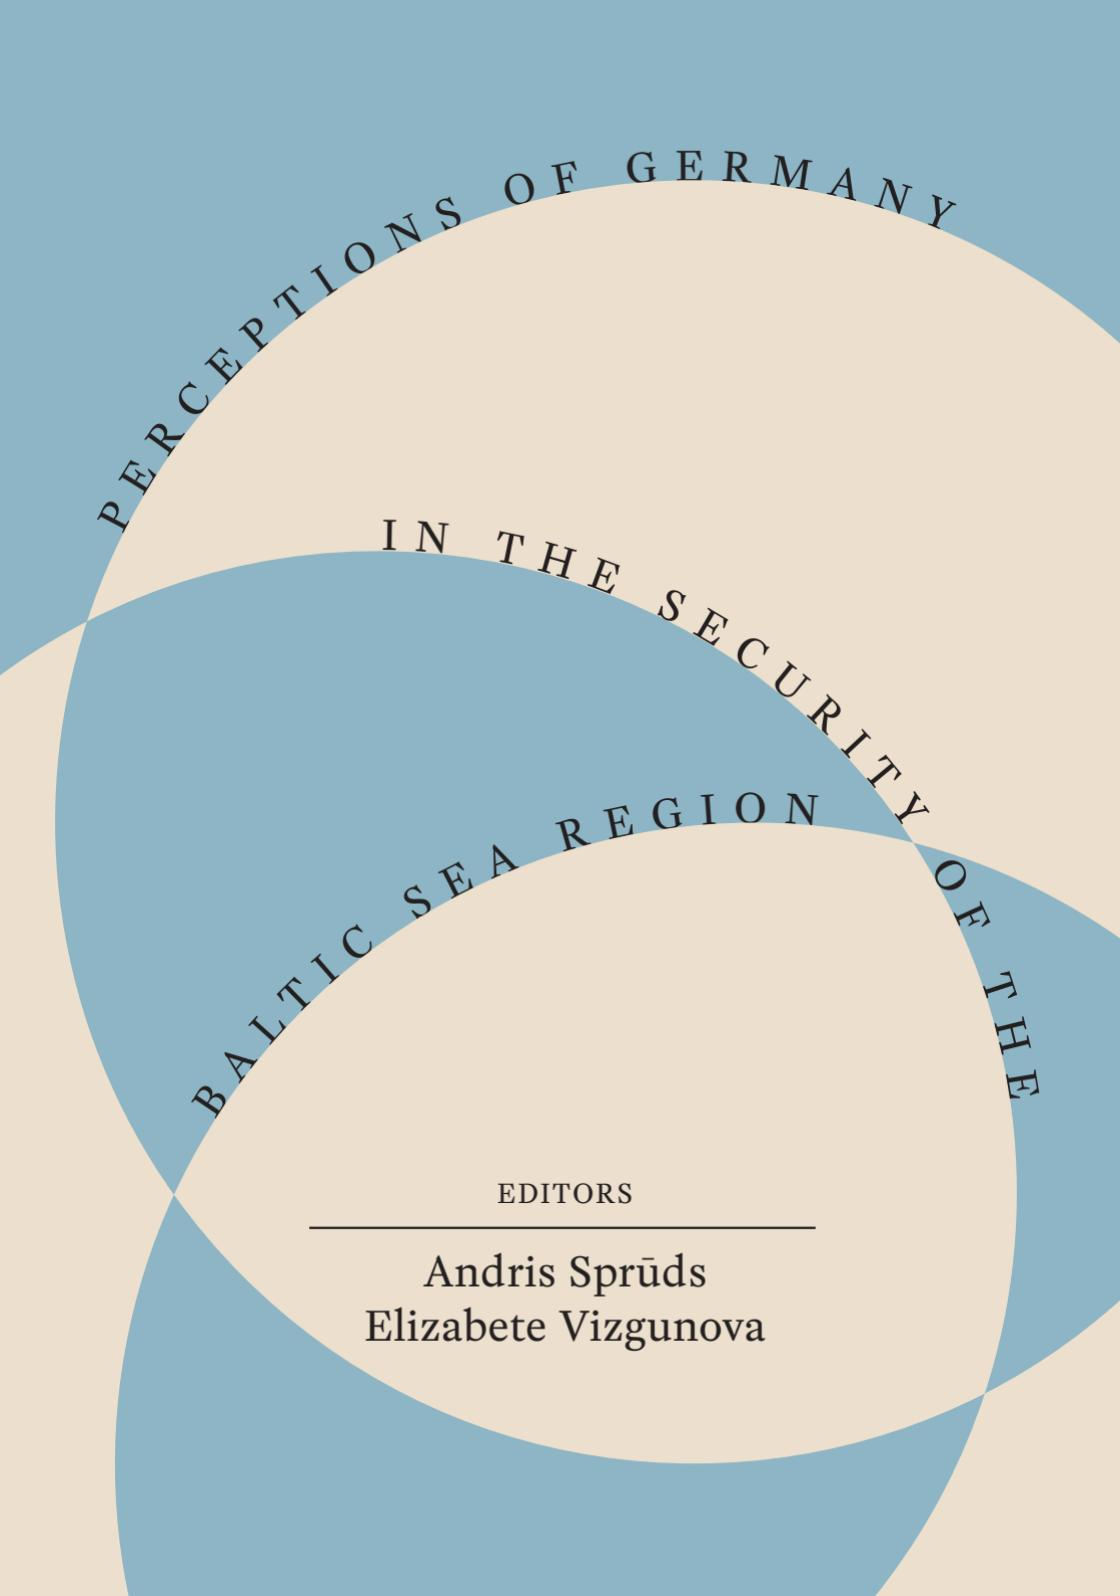 PERCEPTIONS OF GERMANY
IN THE SECURITY OF THE
BALTIC SEA REGION
EDITORS
Andris Sprūds
Elizabete Vizgunova